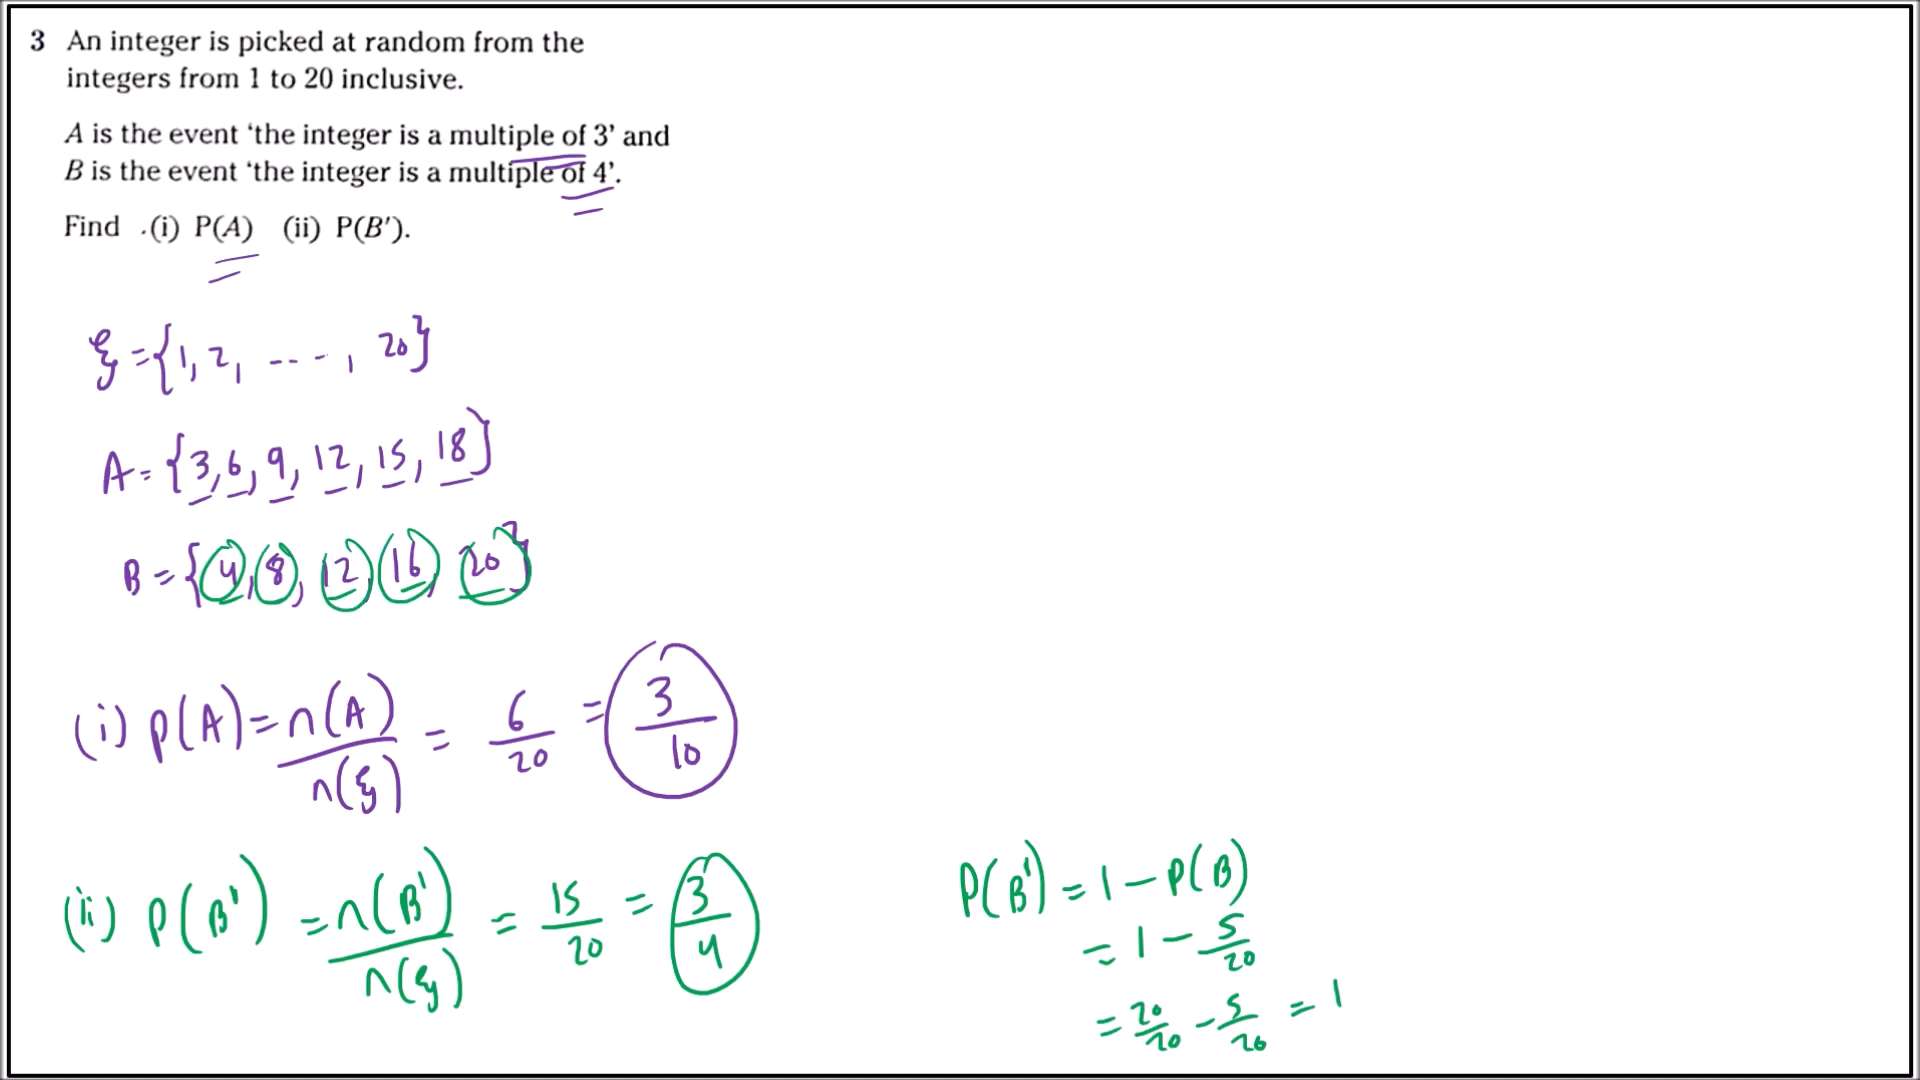 3 An integer is picked at random from the
integers from 1 to 20 inclusive.
A is the event ‘the integer is a multiple of 3’ and
B is the event ‘the integer is a multiple of 4’.
Find .(i) P(A) (ii) P(B′).
ξ = {1, 2, ...., 20}
A = {3, 6, 9, 12, 15, 18}
B = {4, 8, 12, 16, 20}
(i) P(A) = n(A)/n(ξ) = 6/20 = 3/10
(ii) P(B') = n(B')/n(ξ) = 15/20 = 3/4
P(B') = 1 – P(B)
= 1 – 5/20
= 20/20 – 5/20 = 1